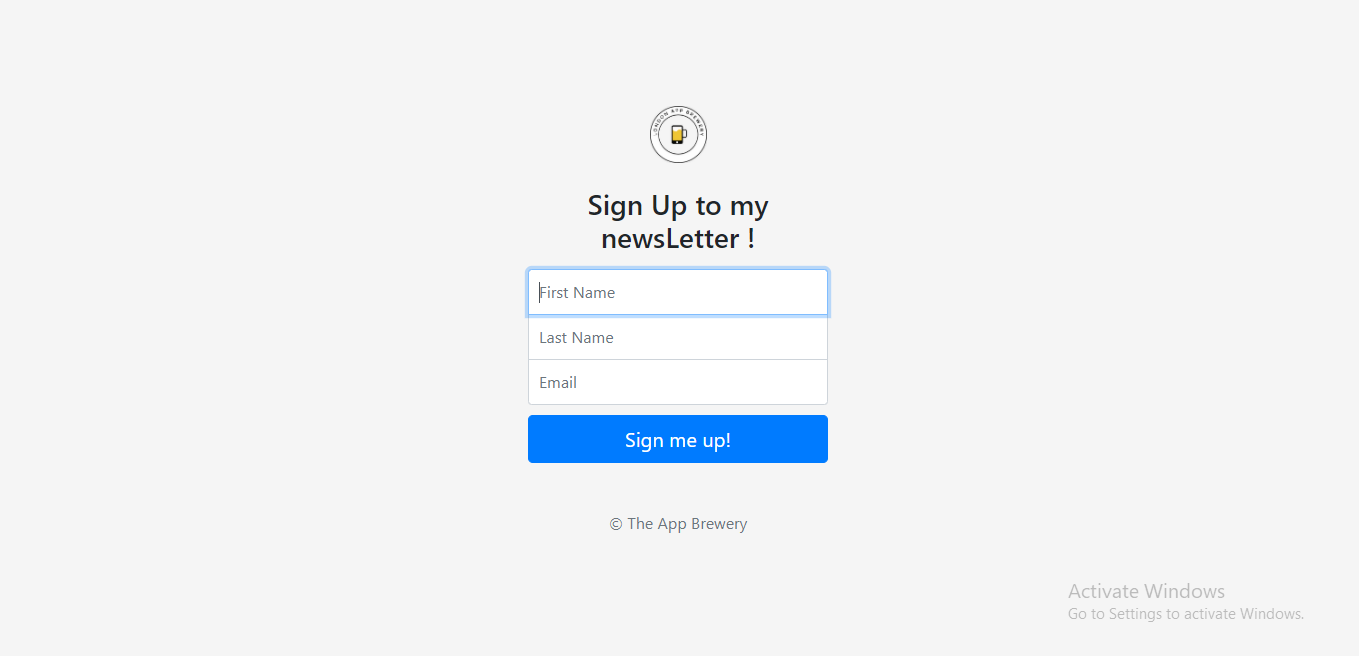 LONDON APP BREWERY
Sign Up to my
newsLetter !
First Name
Last Name
Email
Sign me up!
© The App Brewery
Activate Windows
Go to Settings to activate Windows.